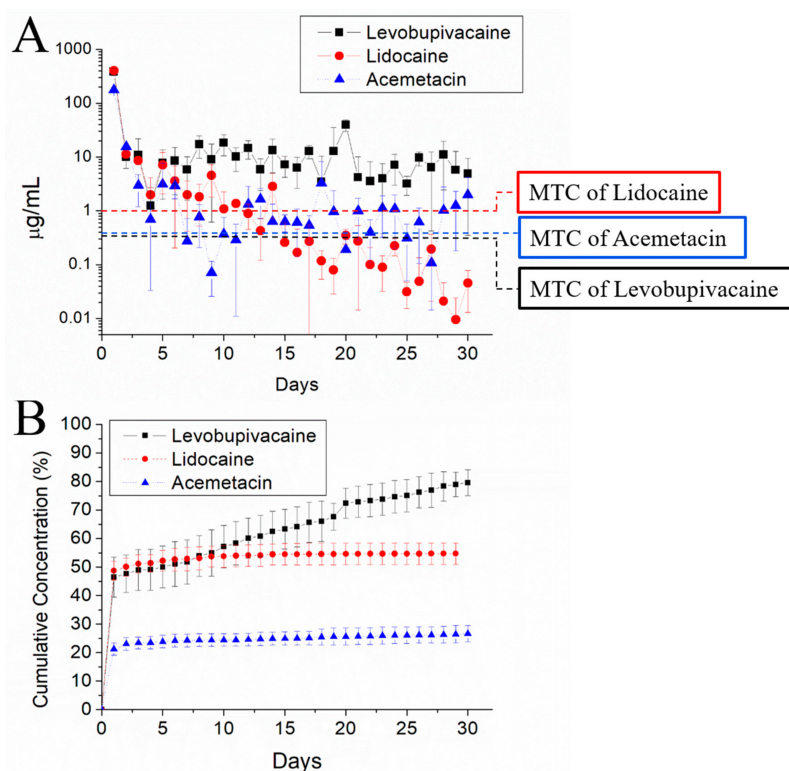 A
Levobupivacaine
Lidocaine
Acemetacin
1000
100
10
1
0.1
0.01
µg/mL
0 5 10 15 20 25 30
Days
MTC of Lidocaine
MTC of Acemetacin
MTC of Levobupivacaine
B
Levobupivacaine
Lidocaine
Acemetacin
100
90
80
70
60
50
40
30
20
10
0
Cumulative Concentration (%)
0 5 10 15 20 25 30
Days